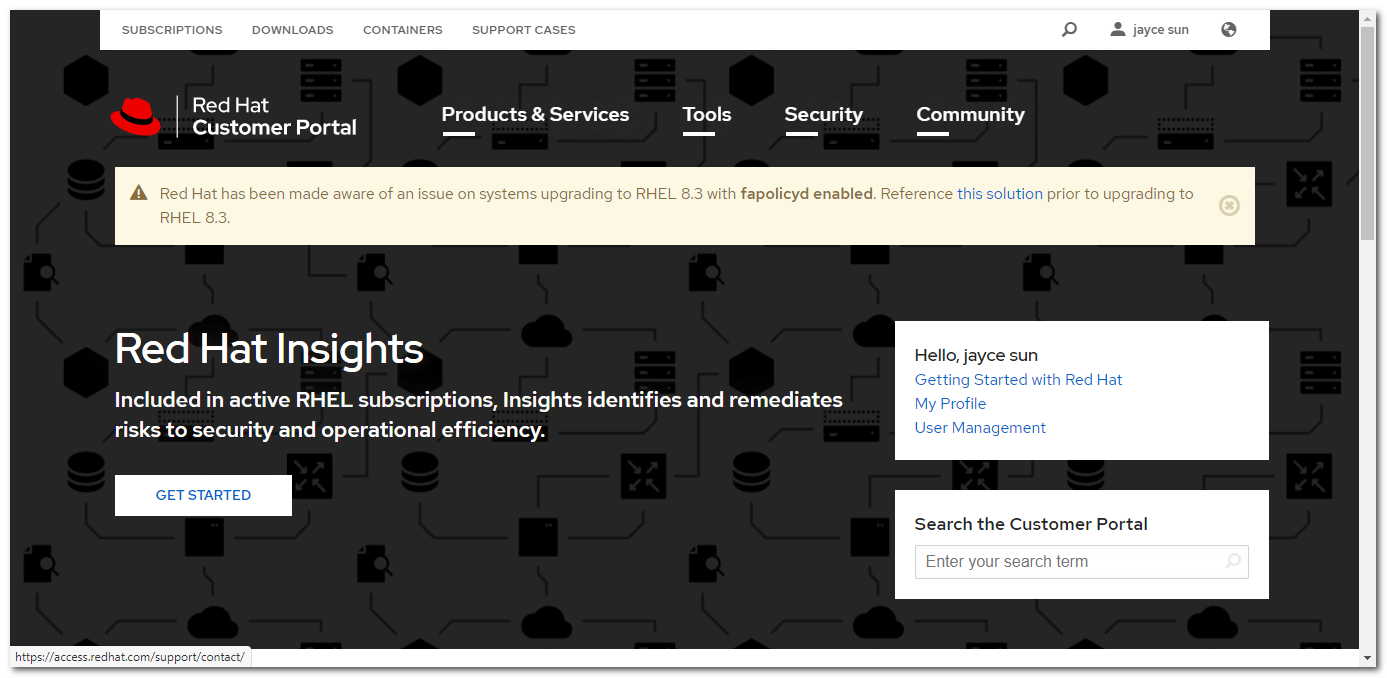 SUBSCRIPTIONS DOWNLOADS CONTAINERS SUPPORT CASES jayce sun
Red Hat
Customer Portal
Products & Services Tools Security Community
Red Hat has been made aware of an issue on systems upgrading to RHEL 8.3 with fapolicyd enabled. Reference this solution prior to upgrading to
RHEL 8.3.
Red Hat Insights
Included in active RHEL subscriptions, Insights identifies and remediates
risks to security and operational efficiency.
GET STARTED
Hello, jayce sun
Getting Started with Red Hat
My Profile
User Management
Search the Customer Portal
Enter your search term
https://access.redhat.com/support/contact/